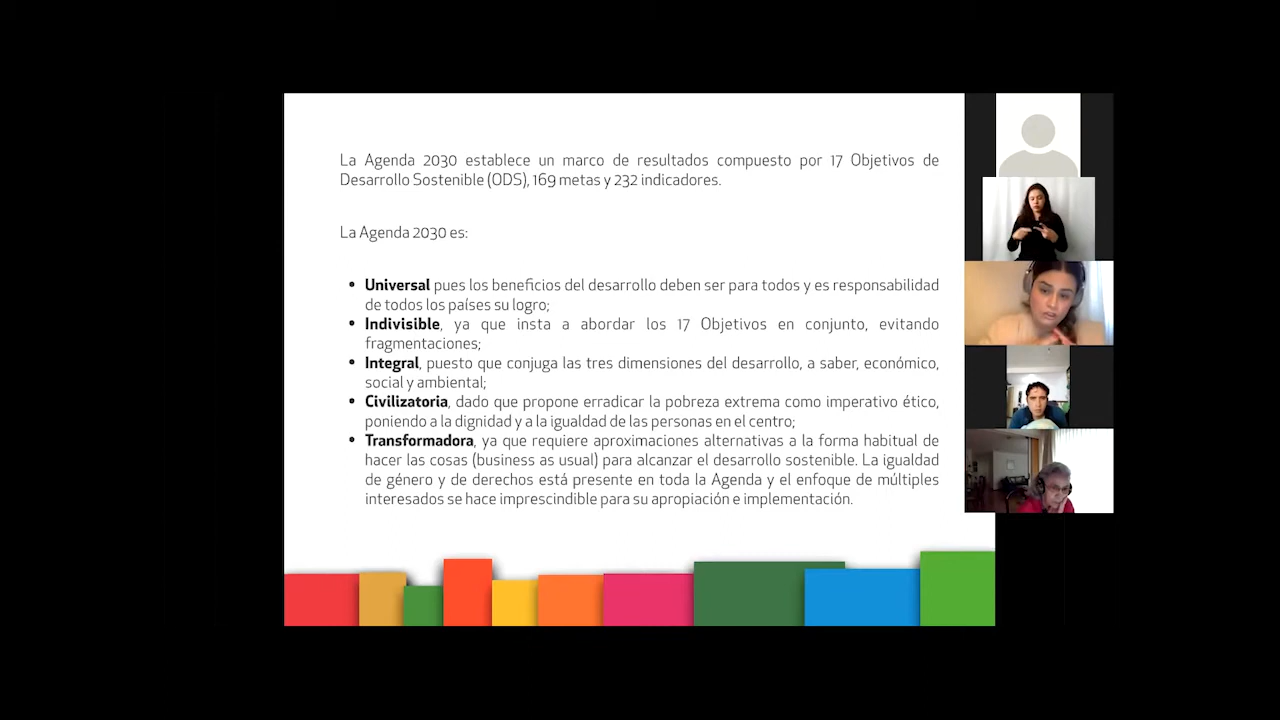 La Agenda 2030 establece un marco de resultados compuesto por 17 Objetivos de
Desarrollo Sostenible (ODS), 169 metas y 232 indicadores.
La Agenda 2030 es:
• Universal pues los beneficios del desarrollo deben ser para todos y es responsabilidad
de todos los países su logro;
• Indivisible, ya que insta a abordar los 17 Objetivos en conjunto, evitando
fragmentaciones;
• Integral, puesto que conjuga las tres dimensiones del desarrollo, a saber, económico,
social y ambiental;
• Civilizatoria, dado que propone erradicar la pobreza extrema como imperativo ético,
poniendo a la dignidad y a la igualdad de las personas en el centro;
• Transformadora, ya que requiere aproximaciones alternativas a la forma habitual de
hacer las cosas (business as usual) para alcanzar el desarrollo sostenible. La igualdad
de género y de derechos está presente en toda la Agenda y el enfoque de múltiples
interesados se hace imprescindible para su apropiación e implementación.